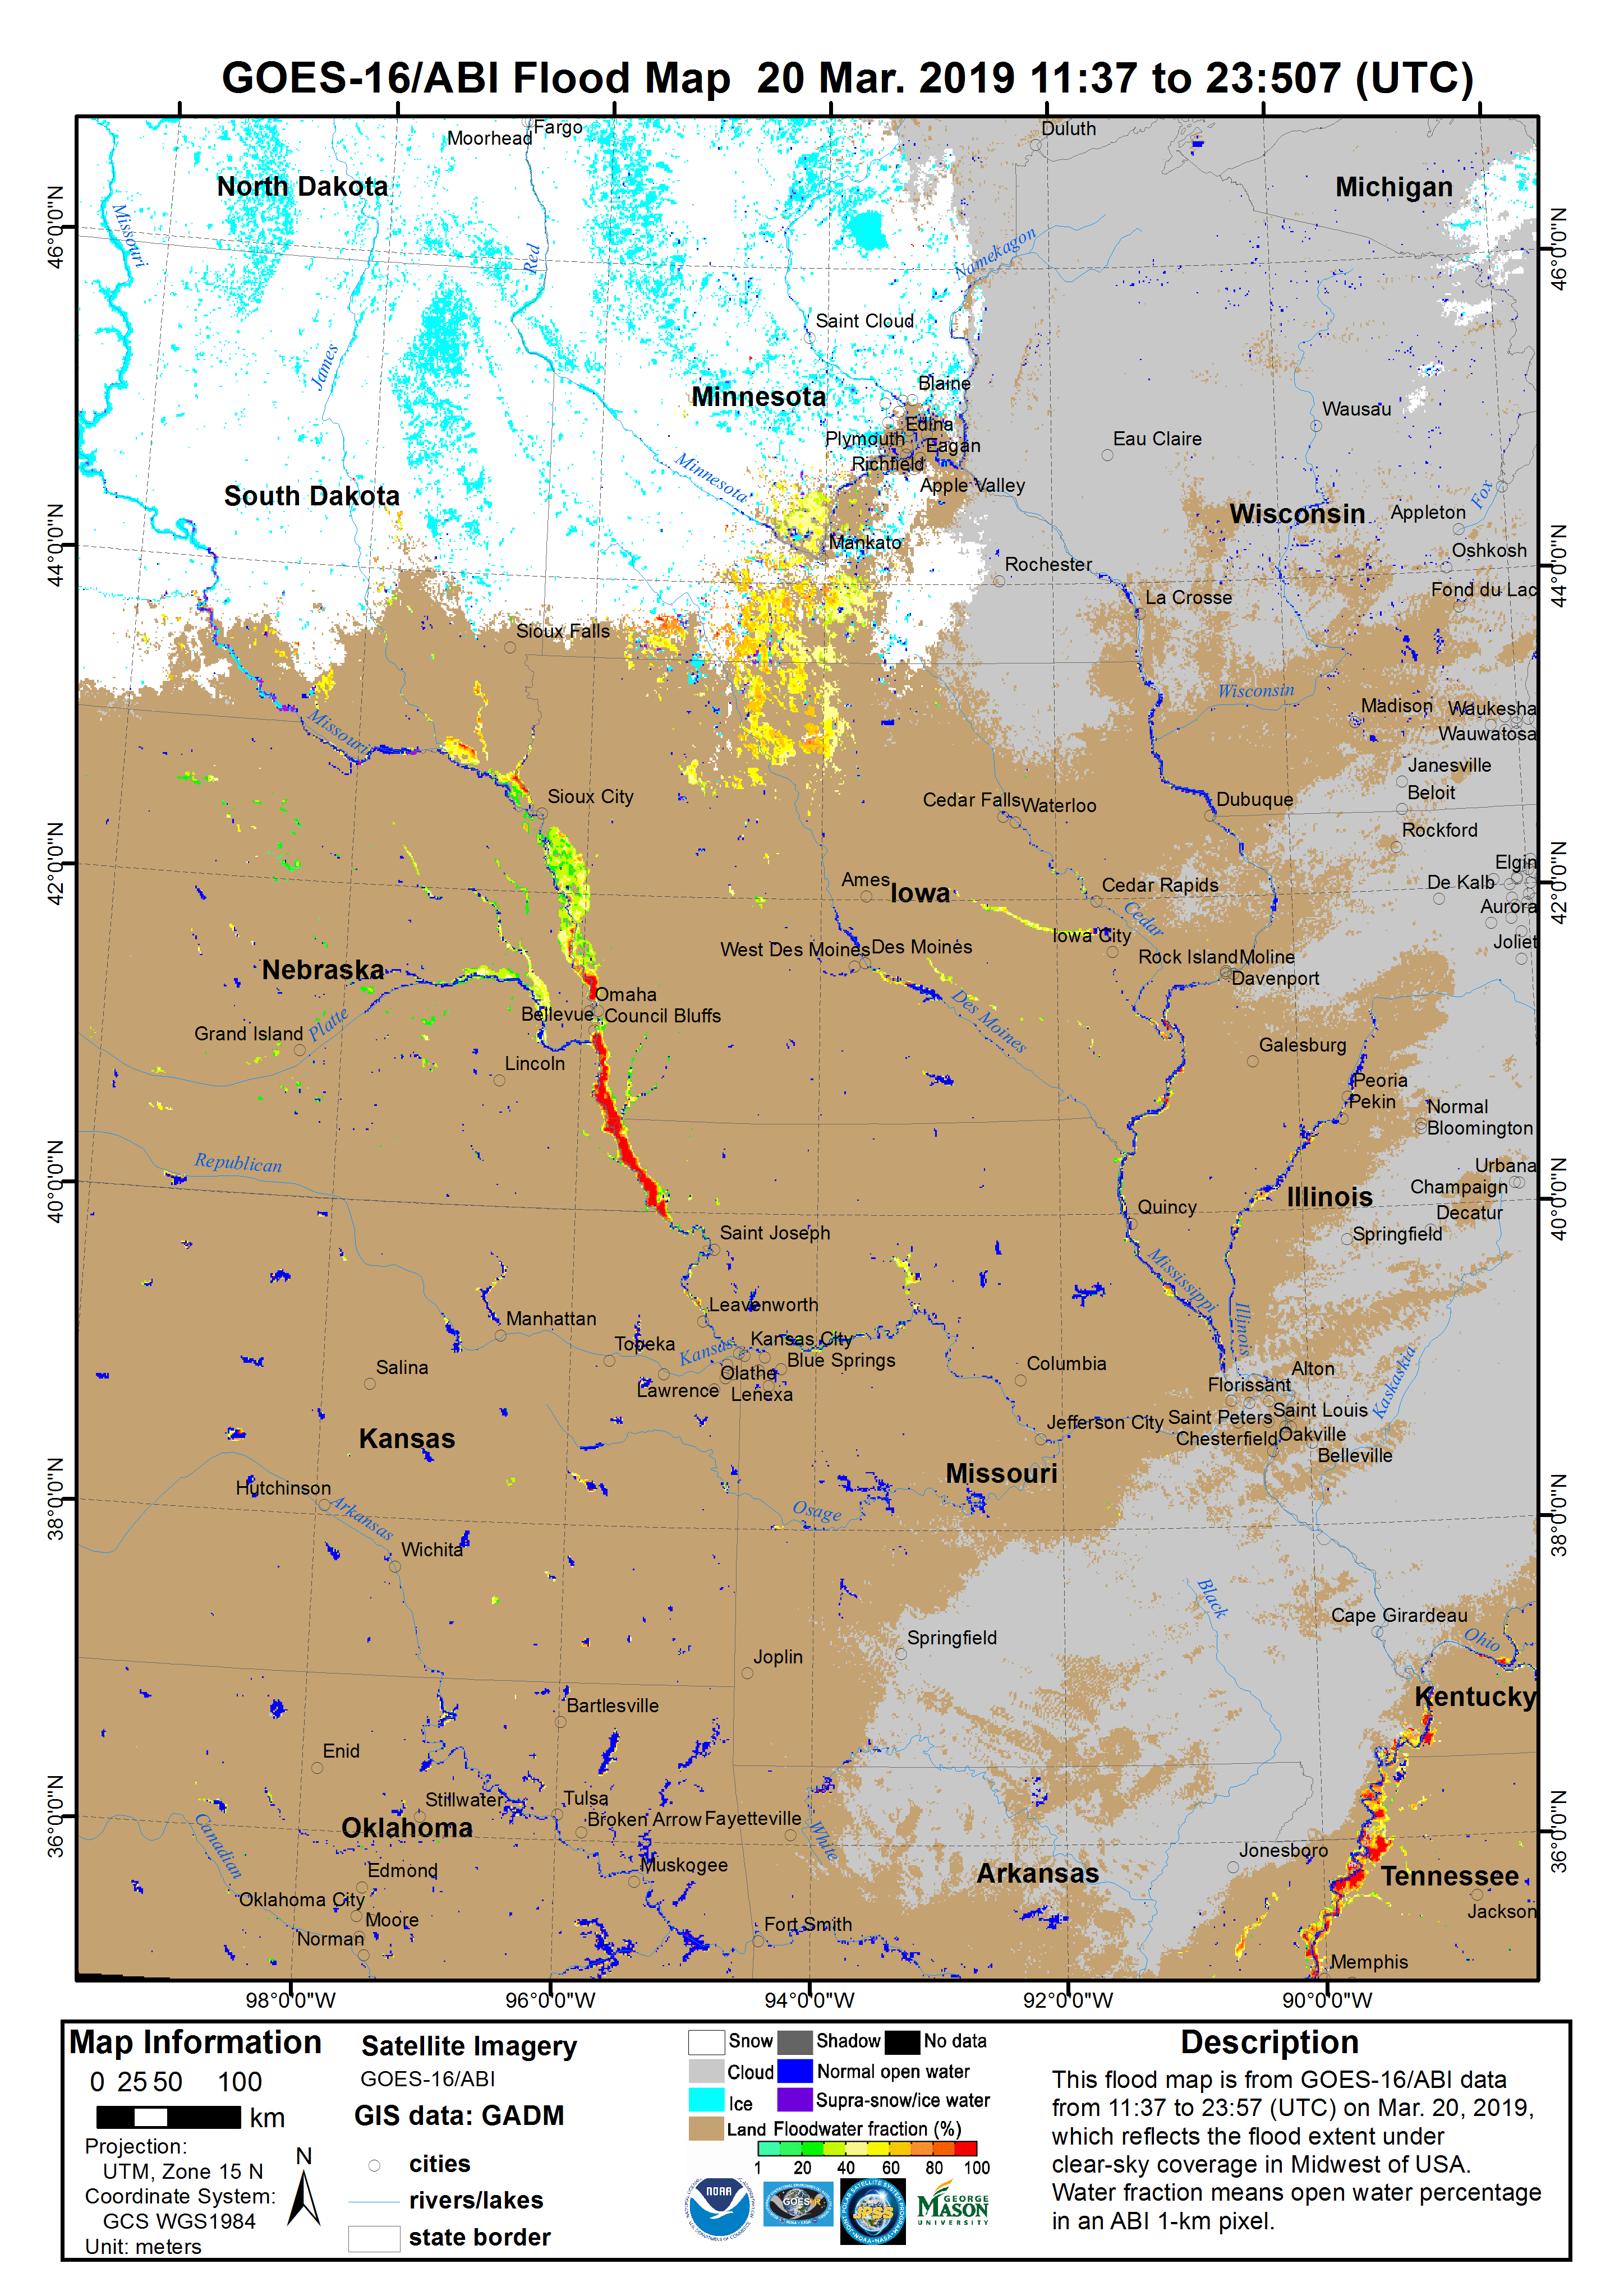 GOES-16/ABI Flood Map 20 Mar. 2019 11:37 to 23:507 (UTC)
Fargo
Moorhead
Duluth
North Dakota
Michigan
46°0'0"N
46°0'0"N
Missouri
Red
Namekagon
James
Saint Cloud
Blaine
Minnesota
Wausau
Edina
Plymouth
Eagan
Eau Claire
Richfield
Minnesota
Apple Valley
South Dakota
Wisconsin
Appleton
Fox
44°0'0"N
44°0'0"N
Mankato
Oshkosh
Rochester
Fond du Lac
La Crosse
Sioux Falls
Wisconsin
Madison
Waukesha
Missouri
Wauwatosa
Janesville
Beloit
Sioux City
Cedar Falls
Waterloo
Dubuque
Rockford
42°0'0"N
42°0'0"N
Elgin
Ames
Iowa
Cedar Rapids
De Kalb
Aurora
Cedar
Iowa City
Joliet
West Des Moines
Des Moines
Rock Island
Moline
Davenport
Nebraska
Omaha
Bellevue
Council Bluffs
Des Moines
Grand Island
Platte
Galesburg
Lincoln
Peoria
Pekin
Normal
Bloomington
40°0'0"N
40°0'0"N
Republican
Urbana
Champaign
Illinois
Quincy
Decatur
Saint Joseph
Springfield
Mississippi
Illinois
Leavenworth
Manhattan
Topeka
Kansas
Kansas City
Blue Springs
Salina
Olathe
Columbia
Alton
Lawrence
Lenexa
Florissant
Kaskaskia
Kansas
Jefferson City
Saint Peters
Saint Louis
Chesterfield
Oakville
Belleville
Missouri
Hutchinson
Arkansas
Osage
38°0'0"N
38°0'0"N
Wichita
Black
Cape Girardeau
Springfield
Ohio
Joplin
Kentucky
Bartlesville
Enid
Stillwater
Tulsa
36°0'0"N
36°0'0"N
Oklahoma
Broken Arrow
Fayetteville
White
Canadian
Jonesboro
Edmond
Muskogee
Arkansas
Tennessee
Oklahoma City
Jackson
Moore
Fort Smith
Norman
Memphis
98°0'0"W
96°0'0"W
94°0'0"W
92°0'0"W
90°0'0"W
Map Information
0 25 50 100
km
Projection:
UTM, Zone 15 N
Coordinate System:
GCS WGS1984
Unit: meters
N
Satellite Imagery
GOES-16/ABI
GIS data: GADM
cities
rivers/lakes
state border
Snow
Shadow
No data
Cloud
Normal open water
Ice
Supra-snow/ice water
Land
Floodwater fraction (%)
1 20 40 60 80 100
NOAA
GOES R
JPSS
GEORGE
MASON
UNIVERSITY
Description
This flood map is from GOES-16/ABI data
from 11:37 to 23:57 (UTC) on Mar. 20, 2019,
which reflects the flood extent under
clear-sky coverage in Midwest of USA.
Water fraction means open water percentage
in an ABI 1-km pixel.